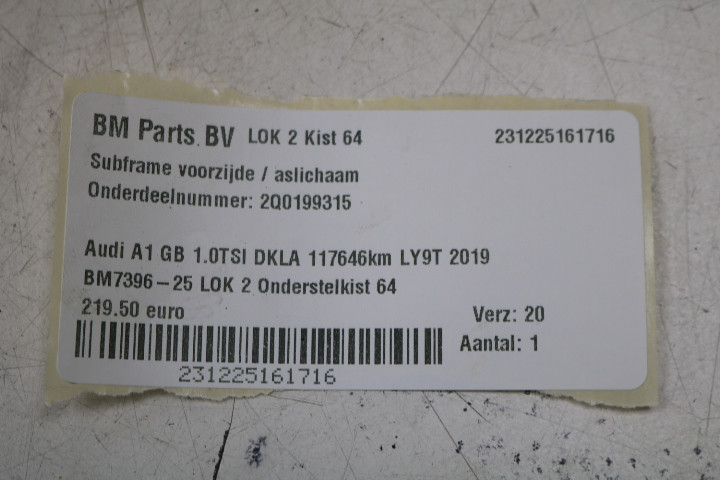 BM Parts BV LOK 2 Kist 64 231225161716
Subframe voorzijde / aslichaam
Onderdeelnummer: 2Q0199315
Audi A1 GB 1.0TSI DKLA 117646km LY9T 2019
BM7396-25 LOK 2 Onderstelkist 64
219.50 euro Verz: 20
Aantal: 1
231225161716